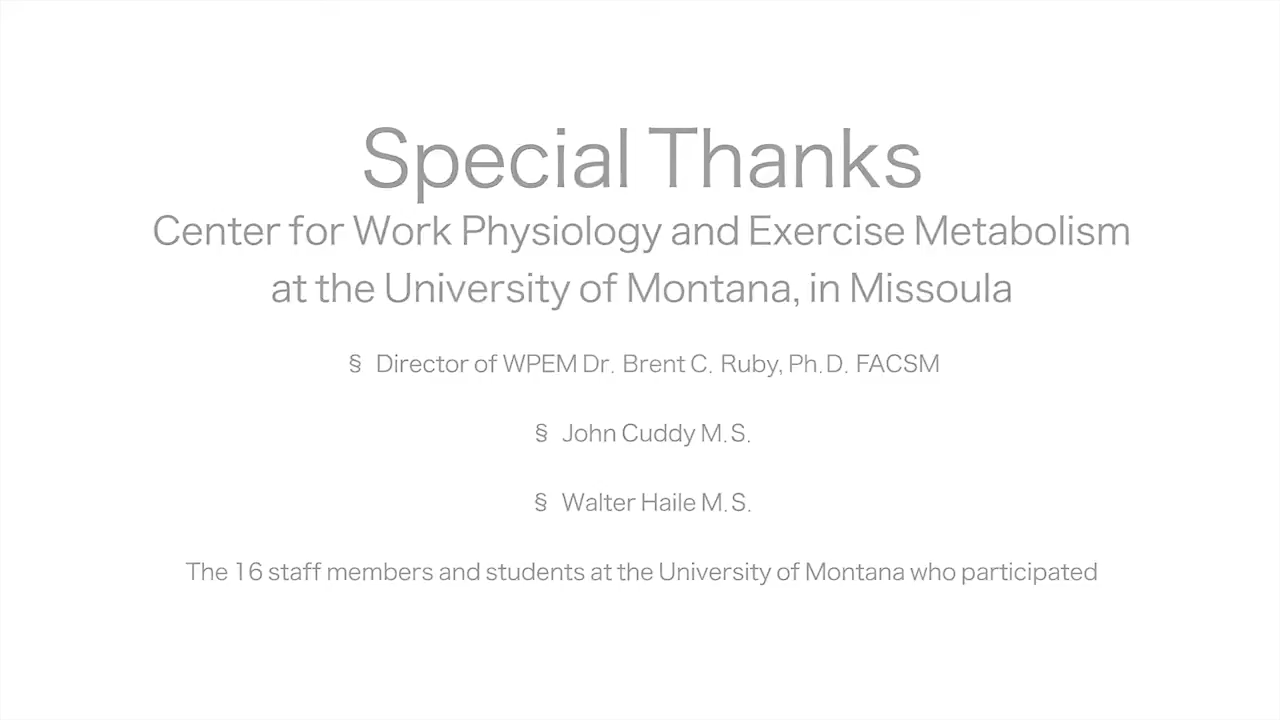 Special Thanks
Center for Work Physiology and Exercise Metabolism
at the University of Montana, in Missoula
§ Director of WPEM Dr. Brent C. Ruby, Ph.D. FACSM
§ John Cuddy M.S.
§ Walter Haile M.S.
The 16 staff members and students at the University of Montana who participated